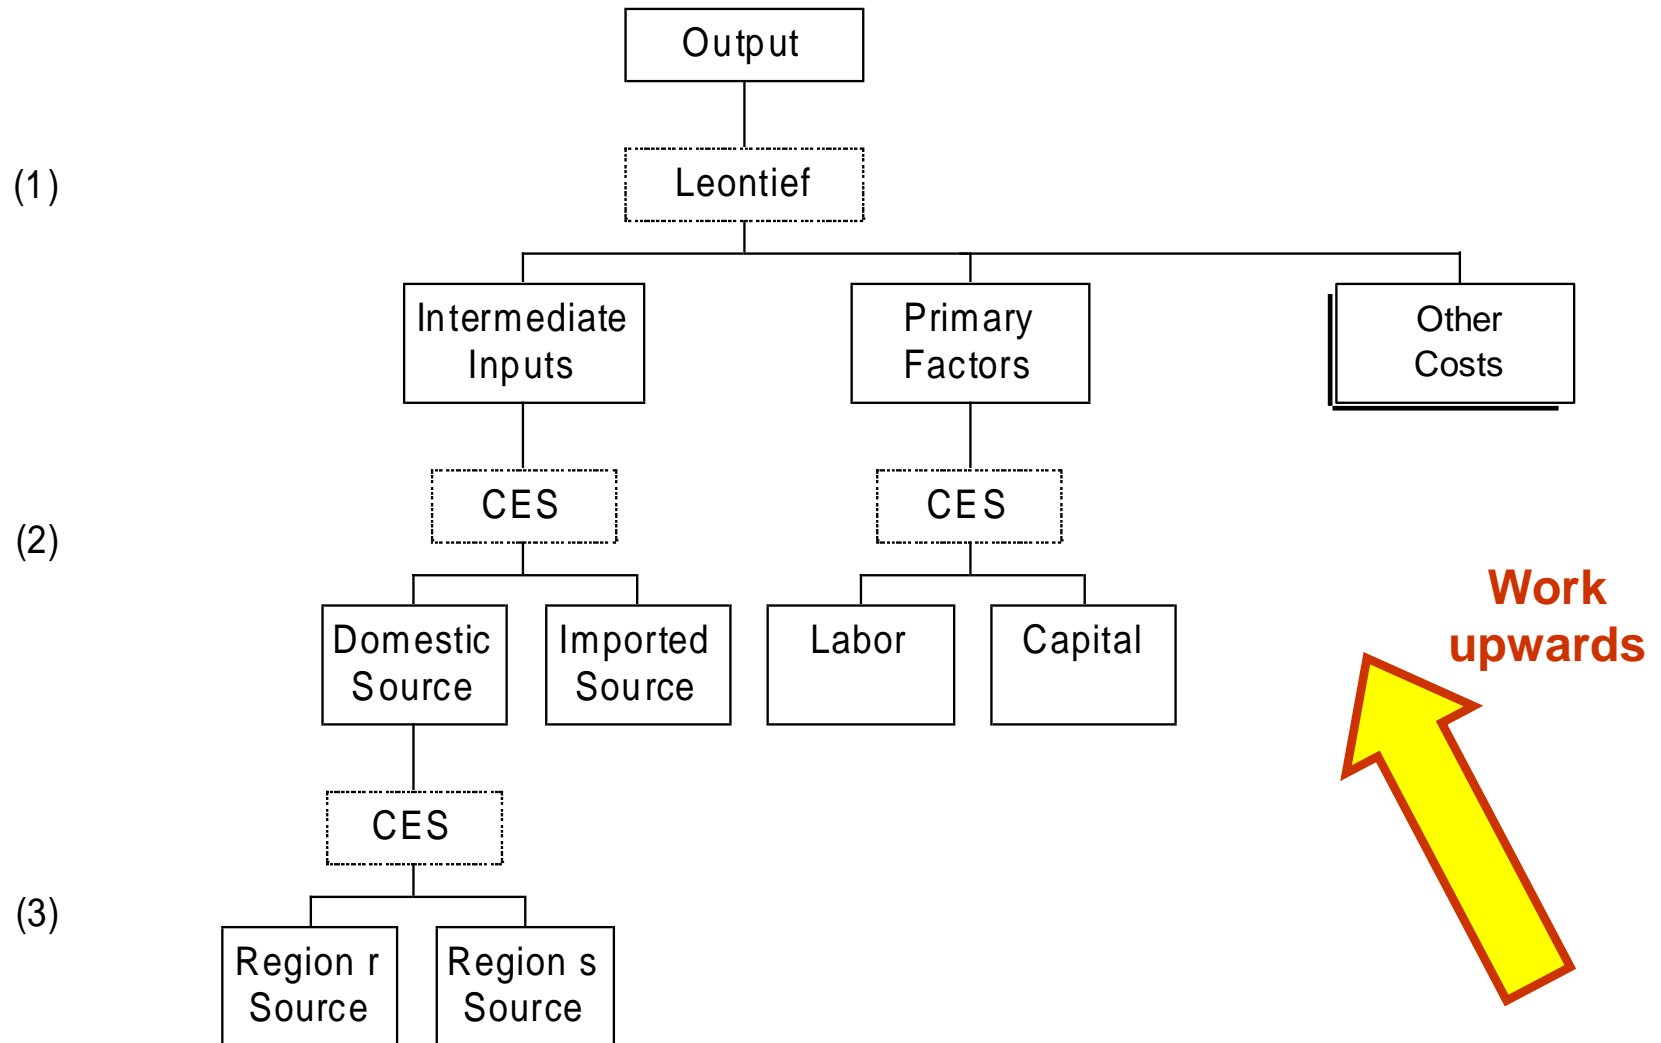 Output
(1)
Leontief
Intermediate
Inputs
Primary
Factors
Other
Costs
CES
CES
(2)
Domestic
Source
Imported
Source
Labor
Capital
Work
upwards
CES
(3)
Region r
Source
Region s
Source